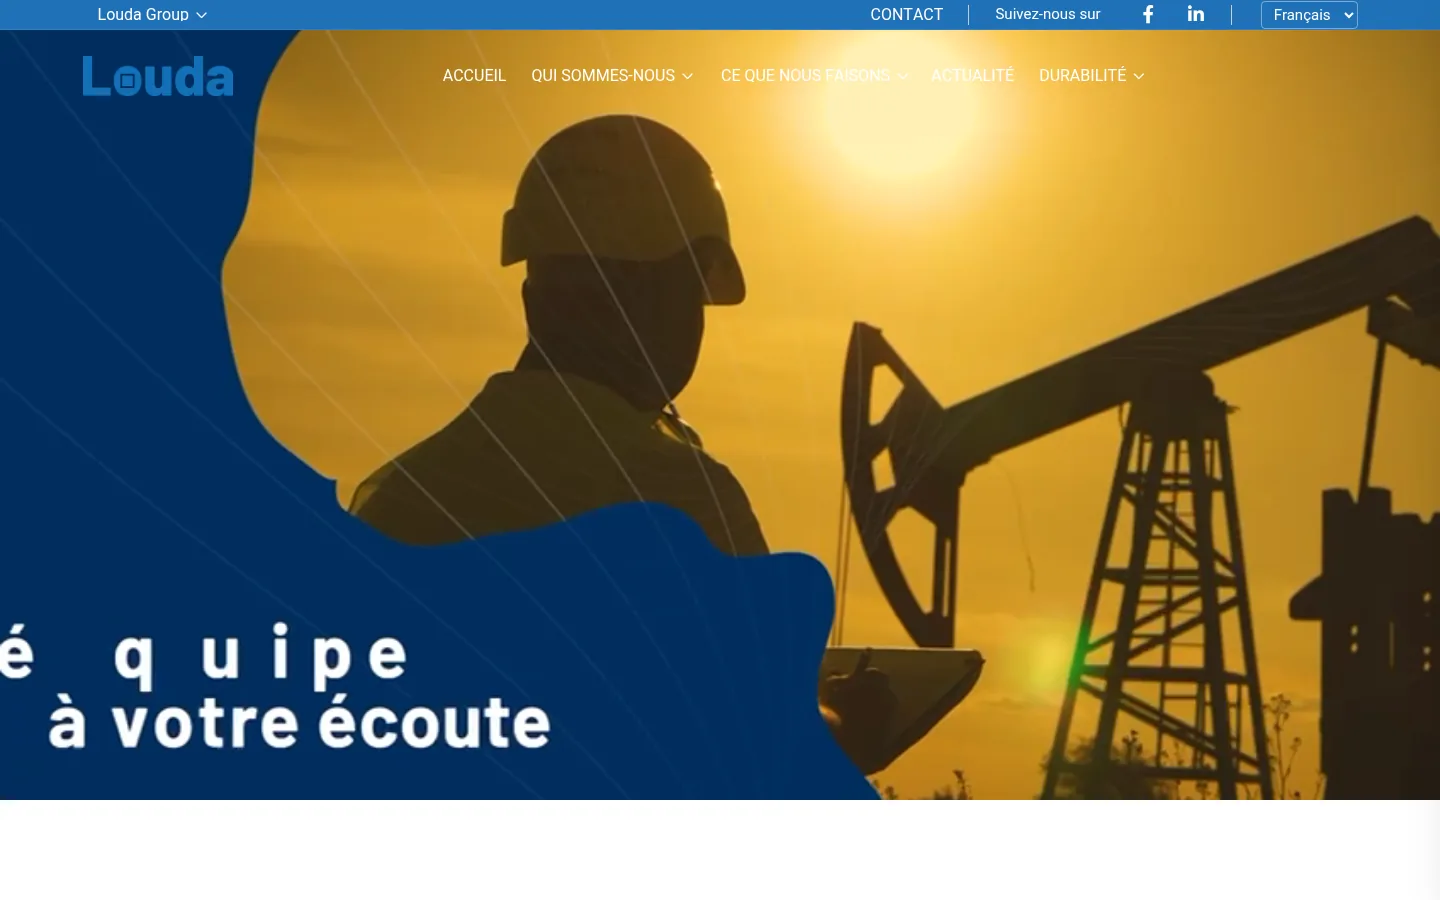 Louda Group
CONTACT
Suivez-nous sur
Français
Louda
ACCUEIL
QUI SOMMES-NOUS
CE QUE NOUS FAISONS
ACTUALITÉ
DURABILITÉ
équipe
à votre écoute